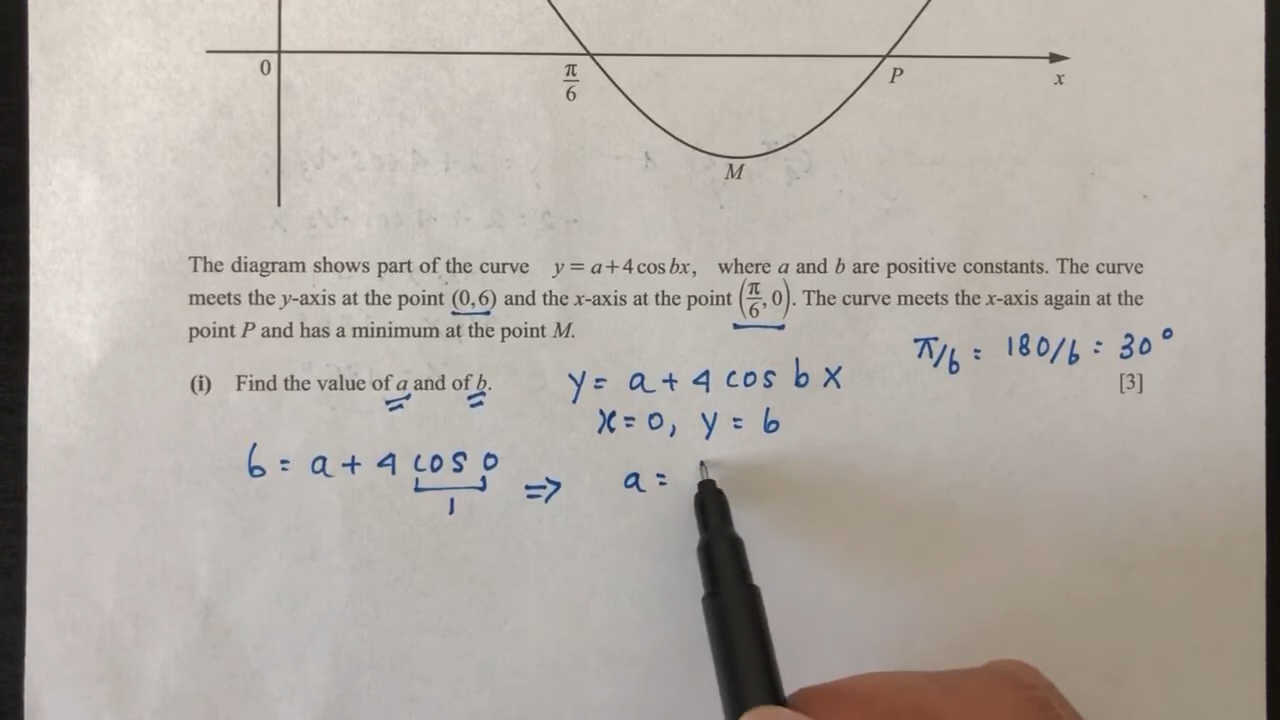 0
π/6
P
x
M
The diagram shows part of the curve y = a + 4 cos bx, where a and b are positive constants. The curve
meets the y-axis at the point (0, 6) and the x-axis at the point (π/6, 0). The curve meets the x-axis again at the
point P and has a minimum at the point M.
π/6 = 180/6 = 30°
(i) Find the value of a and of b.
[3]
y = a + 4 cos b x
x = 0, y = 6
6 = a + 4 cos 0
1
⇒ a =